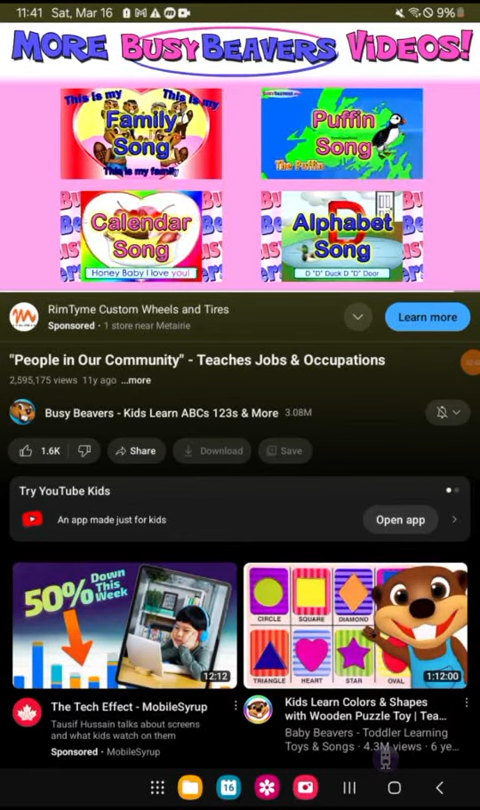 11:41 Sat, Mar 16
9%
MORE BUSY BEAVERS VIDEOS!
This is my This is my
Family
Song
This is my family
Puffin
Song
The Puffin
Calendar
Song
Honey Baby I love you!
Alphabet
Song
D "D" Duck D "D" Door
RimTyme Custom Wheels and Tires
Sponsored · 1 store near Metairie
Learn more
"People in Our Community" - Teaches Jobs & Occupations
2,595,175 views 11y ago ...more
Busy Beavers - Kids Learn ABCs 123s & More 3.08M
1.6K Share Download Save
Try YouTube Kids
An app made just for kids
Open app
50% Down
This
Week
12:12
CIRCLE SQUARE DIAMOND
TRIANGLE HEART STAR OVAL
1:12:00
The Tech Effect - MobileSyrup
Tausif Hussain talks about screens
and what kids watch on them
Sponsored · MobileSyrup
Kids Learn Colors & Shapes
with Wooden Puzzle Toy | Tea...
Baby Beavers - Toddler Learning
Toys & Songs · 4.3M views · 6 ye...
16